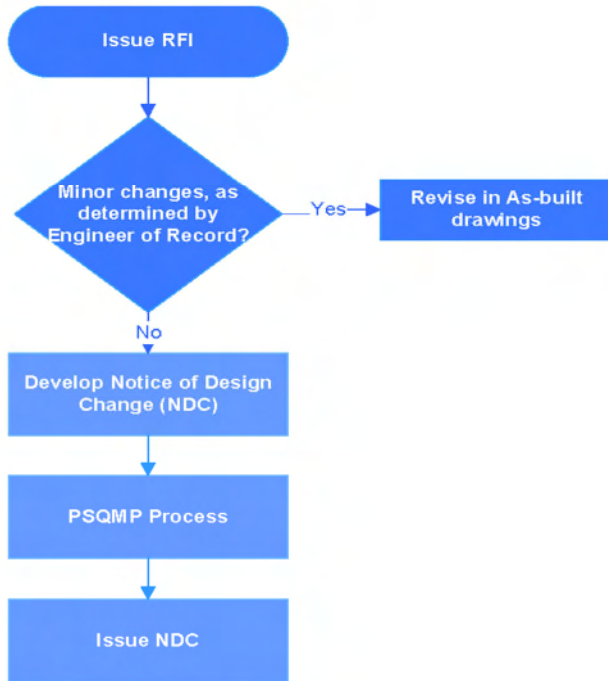 Issue RFI
Minor changes, as
determined by
Engineer of Record?
Yes
Revise in As-built
drawings
No
Develop Notice of Design
Change (NDC)
PSQMP Process
Issue NDC